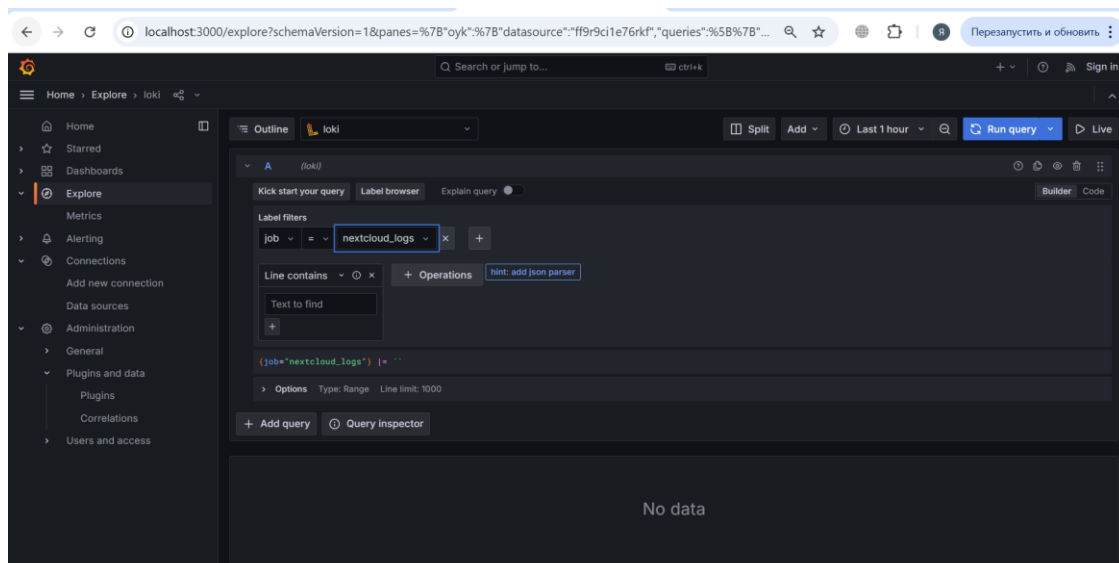 localhost:3000/explore?schemaVersion=1&panes=%7B"oyk":%7B"datasource":"ff9r9ci1e76rkf","queries":%5B%7B"...
Я
Перезапустить и обновить
Search or jump to...
ctrl+k
Sign in
Home › Explore › loki
Home
Starred
Dashboards
Explore
Metrics
Alerting
Connections
Add new connection
Data sources
Administration
General
Plugins and data
Plugins
Correlations
Users and access
Outline
loki
Split
Add
Last 1 hour
Run query
Live
A
(loki)
Kick start your query
Label browser
Explain query
Builder
Code
Label filters
job = nextcloud_logs × +
Line contains ×
+ Operations
hint: add json parser
Text to find
+
{job="nextcloud_logs"} |= ``
Options Type: Range Line limit: 1000
+ Add query
Query inspector
No data